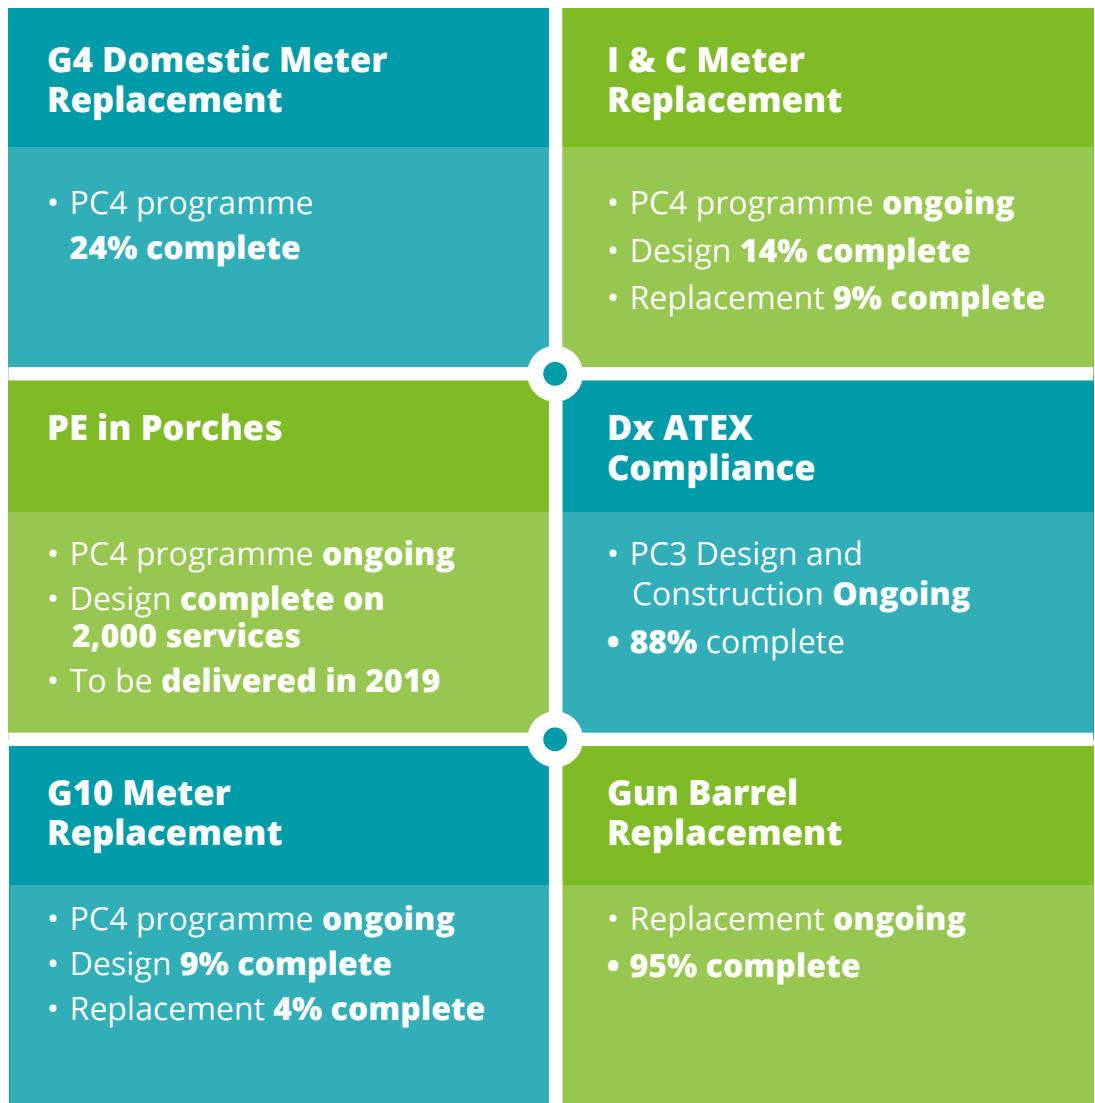 G4 Domestic Meter
Replacement
• PC4 programme
24% complete
I & C Meter
Replacement
• PC4 programme ongoing
• Design 14% complete
• Replacement 9% complete
PE in Porches
• PC4 programme ongoing
• Design complete on
2,000 services
• To be delivered in 2019
Dx ATEX
Compliance
• PC3 Design and
Construction Ongoing
• 88% complete
G10 Meter
Replacement
• PC4 programme ongoing
• Design 9% complete
• Replacement 4% complete
Gun Barrel
Replacement
• Replacement ongoing
• 95% complete